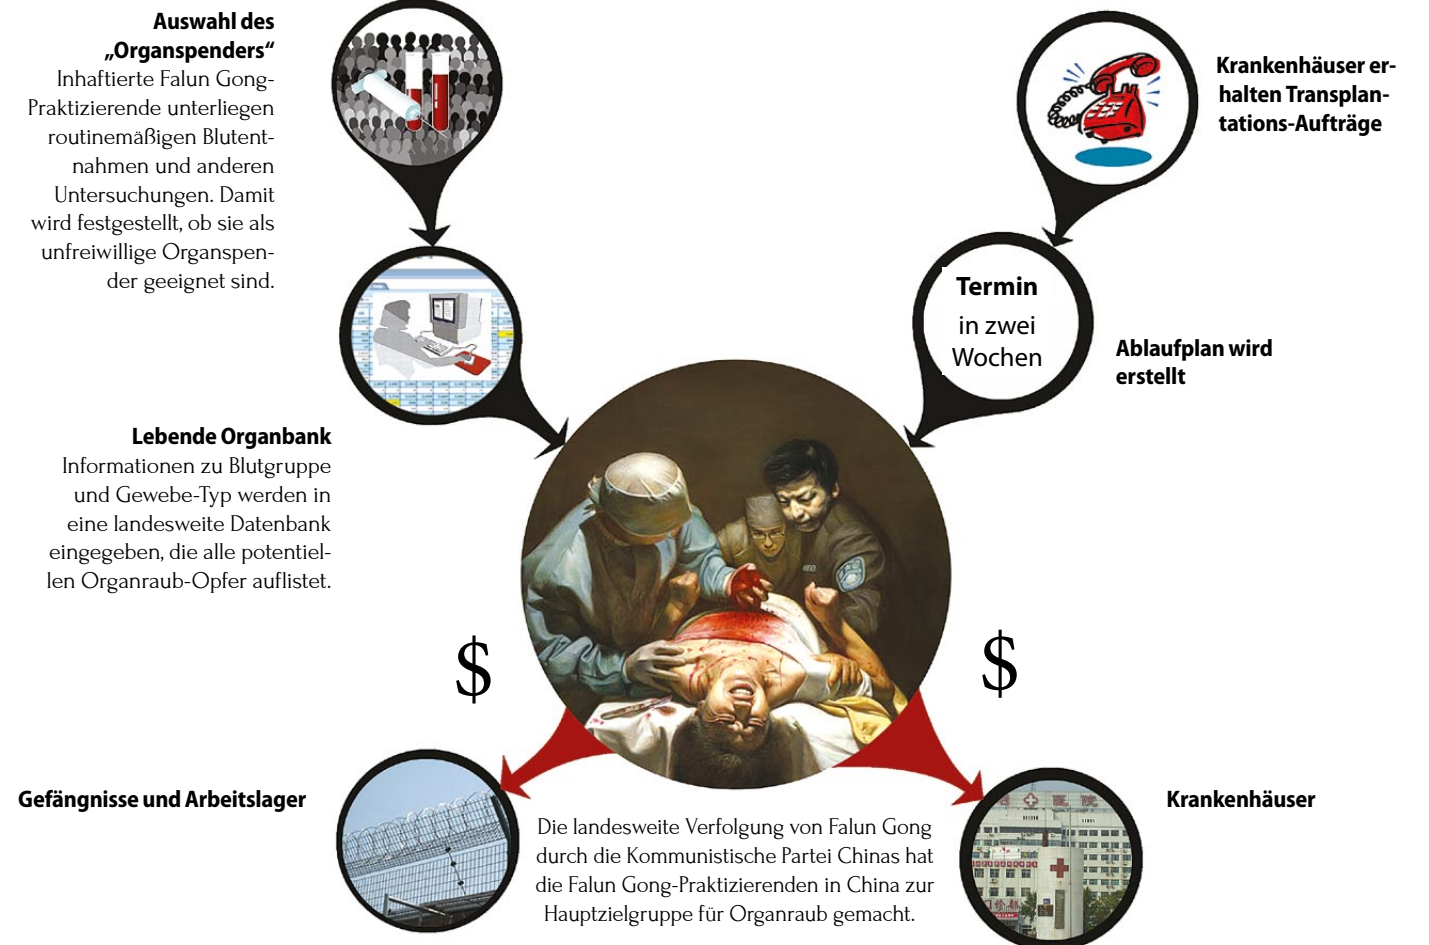 Auswahl des
„Organspenders“
Inhaftierte Falun Gong-
Praktizierende unterliegen
routinemäßigen Blutent-
nahmen und anderen
Untersuchungen. Damit
wird festgestellt, ob sie als
unfreiwillige Organspen-
der geeignet sind.
Krankenhäuser er-
halten Transplan-
tations-Aufträge
Termin
in zwei
Wochen
Ablaufplan wird
erstellt
Lebende Organbank
Informationen zu Blutgruppe
und Gewebe-Typ werden in
eine landesweite Datenbank
eingegeben, die alle potentiel-
len Organraub-Opfer auflistet.
$
$
Gefängnisse und Arbeitslager
Die landesweite Verfolgung von Falun Gong
durch die Kommunistische Partei Chinas hat
die Falun Gong-Praktizierenden in China zur
Hauptzielgruppe für Organraub gemacht.
Krankenhäuser
医院